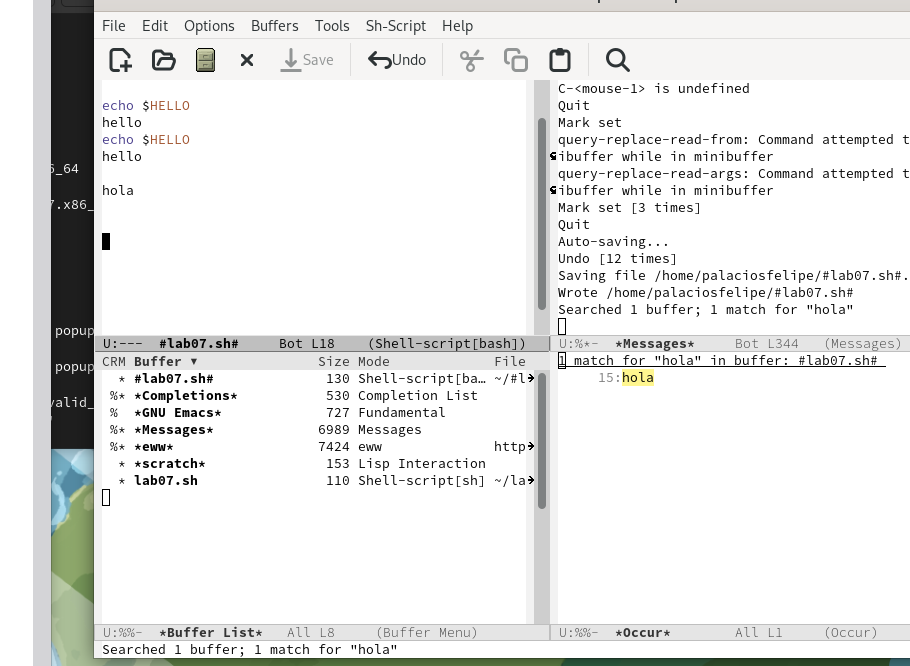 File Edit Options Buffers Tools Sh-Script Help
Save Undo
echo $HELLO
hello
echo $HELLO
hello
hola
U:--- #lab07.sh# Bot L18 (Shell-script[bash])
C-<mouse-1> is undefined
Quit
Mark set
query-replace-read-from: Command attempted t
ibuffer while in minibuffer
query-replace-read-args: Command attempted t
ibuffer while in minibuffer
Mark set [3 times]
Quit
Auto-saving...
Undo [12 times]
Saving file /home/palaciosfelipe/#lab07.sh#.
Wrote /home/palaciosfelipe/#lab07.sh#
Searched 1 buffer; 1 match for "hola"
U:%*- *Messages* Bot L344 (Messages)
CRM Buffer ▼ Size Mode File
* #lab07.sh# 130 Shell-script[ba… ~/#l
%* *Completions* 530 Completion List
% *GNU Emacs* 727 Fundamental
%* *Messages* 6989 Messages
%* *eww* 7424 eww http
* *scratch* 153 Lisp Interaction
* lab07.sh 110 Shell-script[sh] ~/la
U:%%- *Buffer List* All L8 (Buffer Menu)
1 match for "hola" in buffer: #lab07.sh#
15:hola
U:%%- *Occur* All L1 (Occur)
Searched 1 buffer; 1 match for "hola"
6_64
7.x86_
popup
popup
valid_